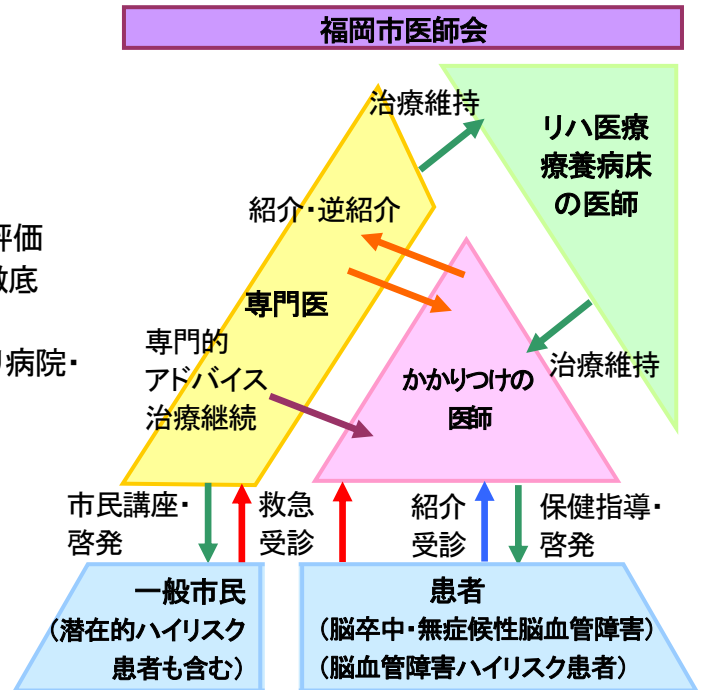 福岡市医師会
治療維持
リハ医療
療養病床
の医師
紹介・逆紹介
評価
徹底
専門医
病院・
専門的
アドバイス
治療継続
かかりつけの
医師
治療維持
市民講座・
啓発
救急
受診
紹介
受診
保健指導・
啓発
一般市民
(潜在的ハイリスク
患者も含む)
患者
(脳卒中・無症候性脳血管障害)
(脳血管障害ハイリスク患者)